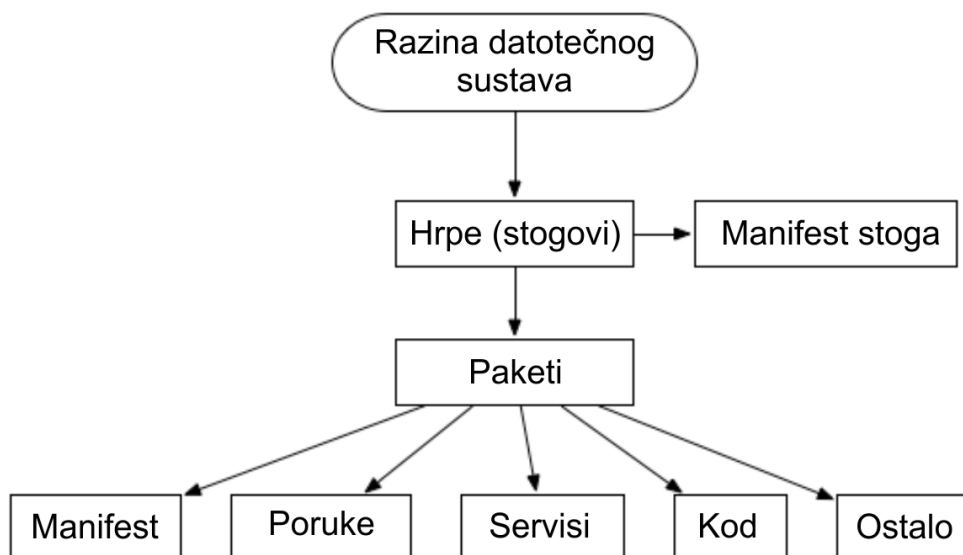 Razina datotečnog
sustava
Hrpe (stogovi)
Manifest stoga
Paketi
Manifest
Poruke
Servisi
Kod
Ostalo